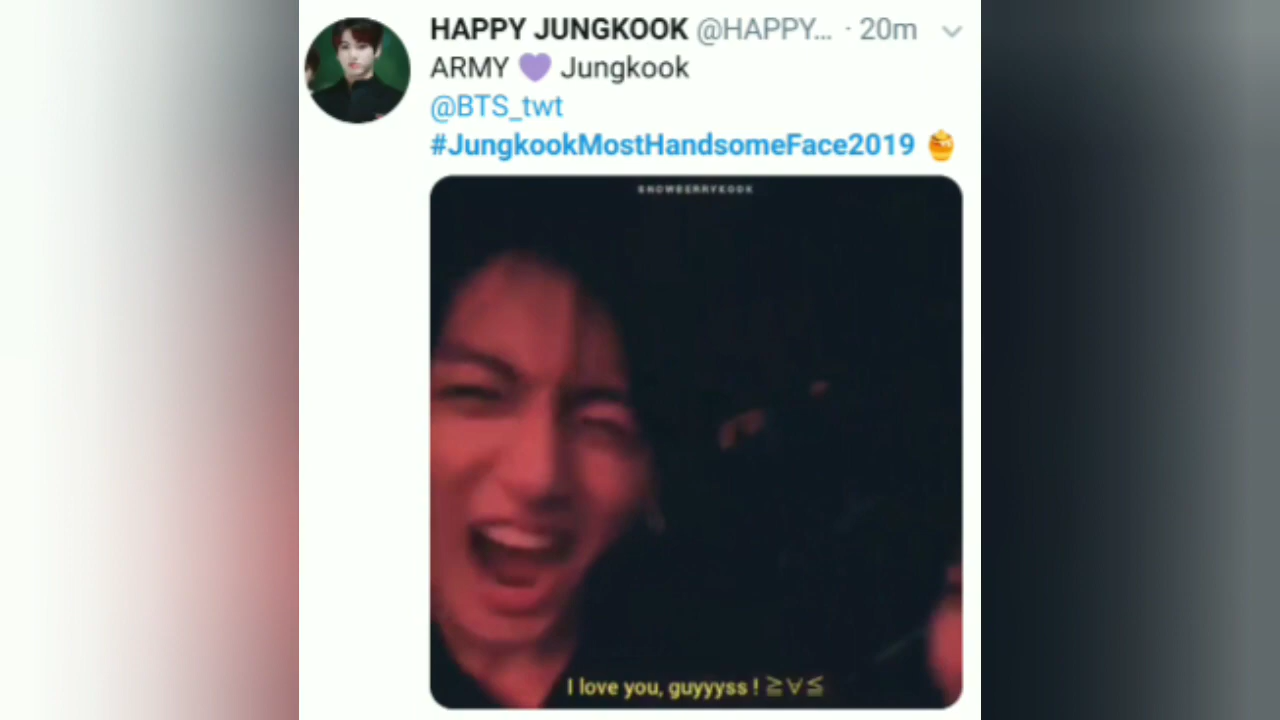 HAPPY JUNGKOOK @HAPPY... · 20m
ARMY 💜 Jungkook
@BTS_twt
#JungkookMostHandsomeFace2019 🍯
SNOWBERRYKOOK
I love you, guyyyss ! ≧∀≦